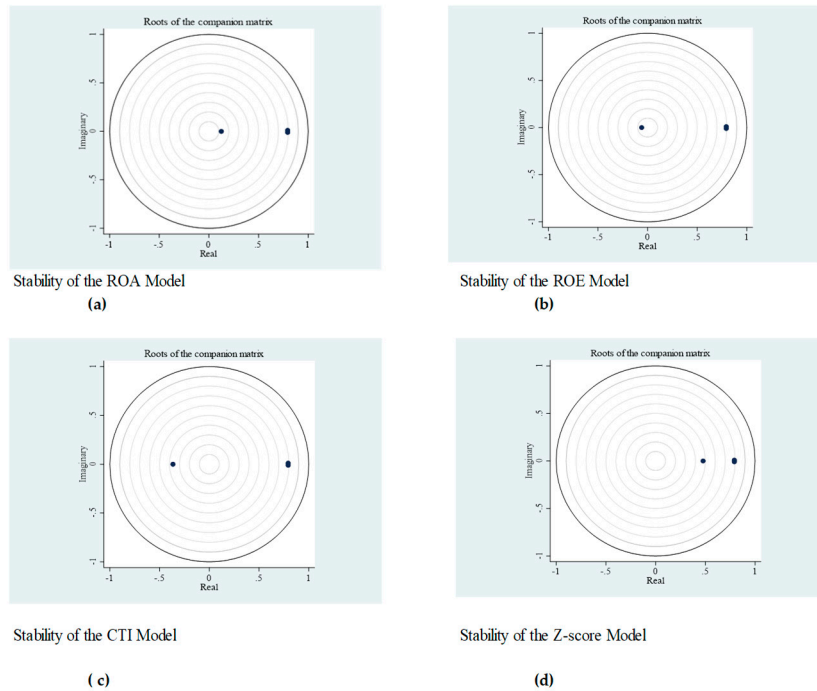 Roots of the companion matrix
Imaginary
1
.5
0
-.5
-1
-1
-.5
0
.5
1
Real
Stability of the ROA Model
(a)
Roots of the companion matrix
Imaginary
1
.5
0
-.5
-1
-1
-.5
0
.5
1
Real
Stability of the ROE Model
(b)
Roots of the companion matrix
Imaginary
1
.5
0
-.5
-1
-1
-.5
0
.5
1
Real
Stability of the CTI Model
( c)
Roots of the companion matrix
Imaginary
1
.5
0
-.5
-1
-1
-.5
0
.5
1
Real
Stability of the Z-score Model
(d)